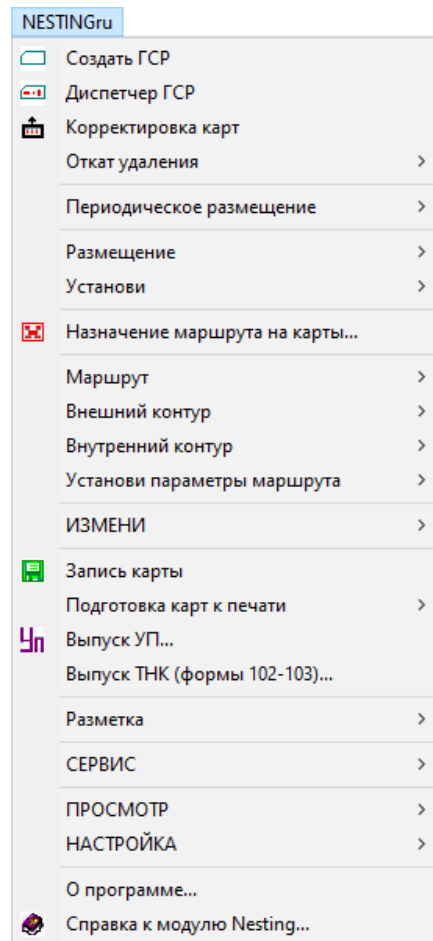 NESTINGru
Создать ГСР
Диспетчер ГСР
Корректировка карт
Откат удаления
Периодическое размещение
Размещение
Установи
Назначение маршрута на карты...
Маршрут
Внешний контур
Внутренний контур
Установи параметры маршрута
ИЗМЕНИ
Запись карты
Подготовка карт к печати
Уп Выпуск УП...
Выпуск ТНК (формы 102-103)...
Разметка
СЕРВИС
ПРОСМОТР
НАСТРОЙКА
О программе...
Справка к модулю Nesting...